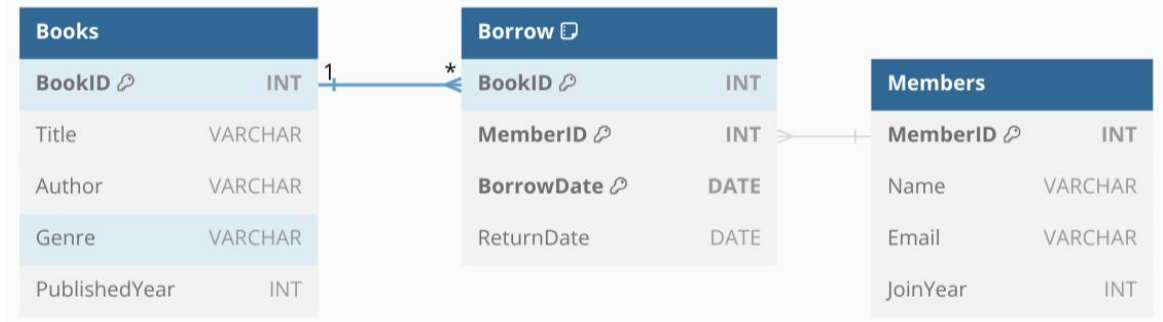 Books
BookID INT
Title VARCHAR
Author VARCHAR
Genre VARCHAR
PublishedYear INT
1 *
Borrow
BookID INT
MemberID INT
BorrowDate DATE
ReturnDate DATE
Members
MemberID INT
Name VARCHAR
Email VARCHAR
JoinYear INT